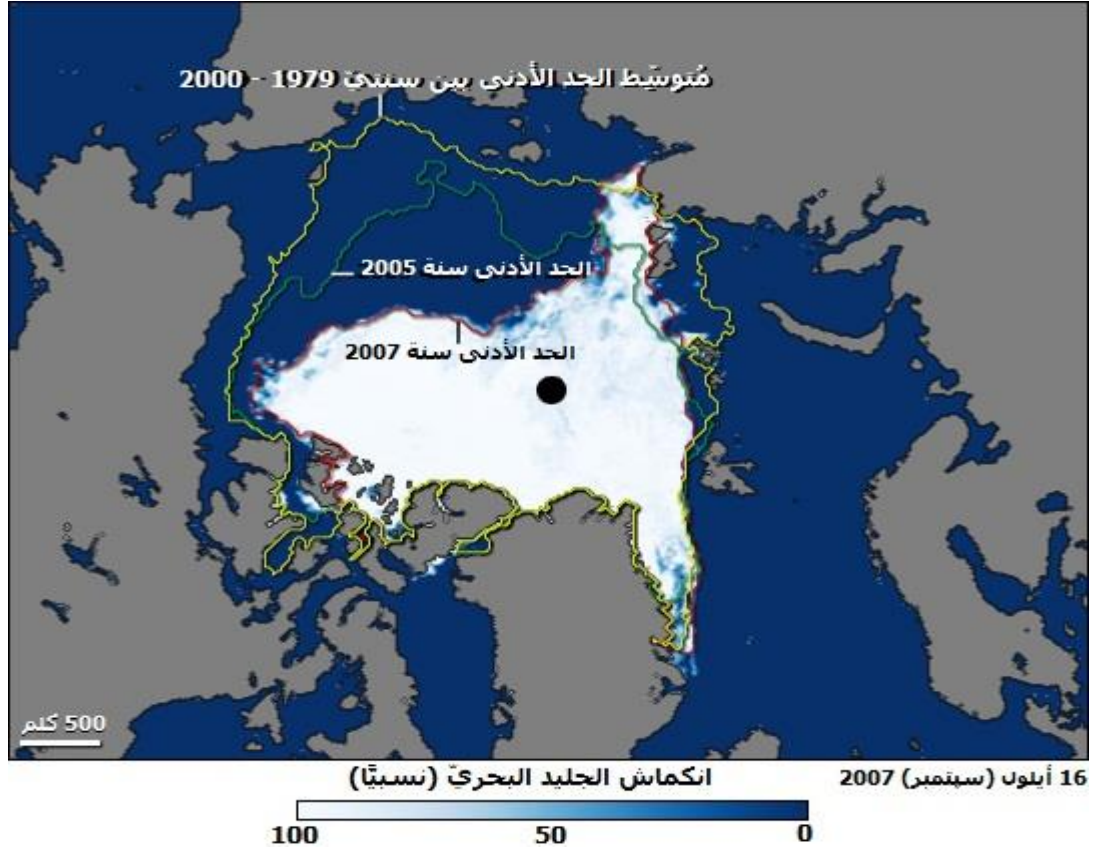 مُتوسِّط الحد الأدنى بين سنتيّ 1979 - 2000
الحد الأدنى سنة 2005
الحد الأدنى سنة 2007
500 كلم
انكماش الجليد البحريّ (نسبيًّا)
16 أيلول (سپتمبر) 2007
100
50
0